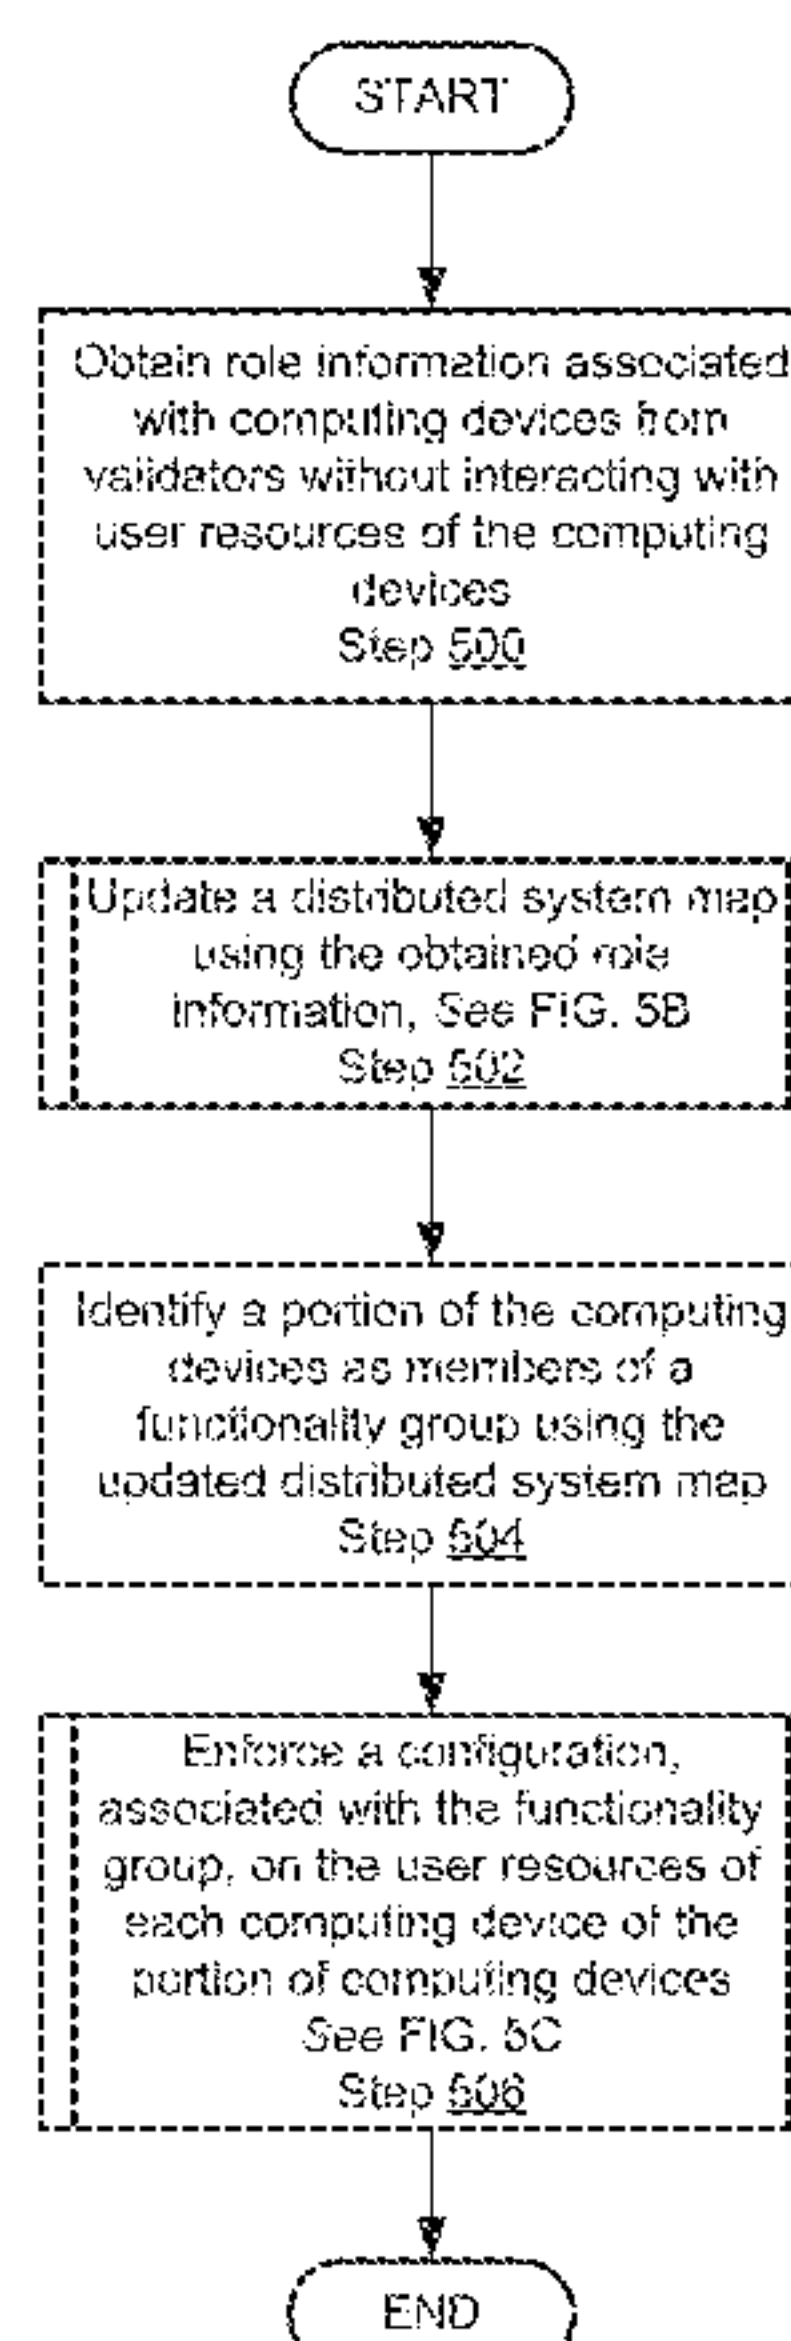 START
Obtain role information associated
with computing devices from
validators without interacting with
user resources of the computing
devices
Step 500
Update a distributed system map
using the obtained role
information, See FIG. 5B
Step 502
Identify a portion of the computing
devices as members of a
functionality group using the
updated distributed system map
Step 504
Enforce a configuration,
associated with the functionality
group, on the user resources of
each computing device of the
portion of computing devices
See FIG. 5C
Step 506
END